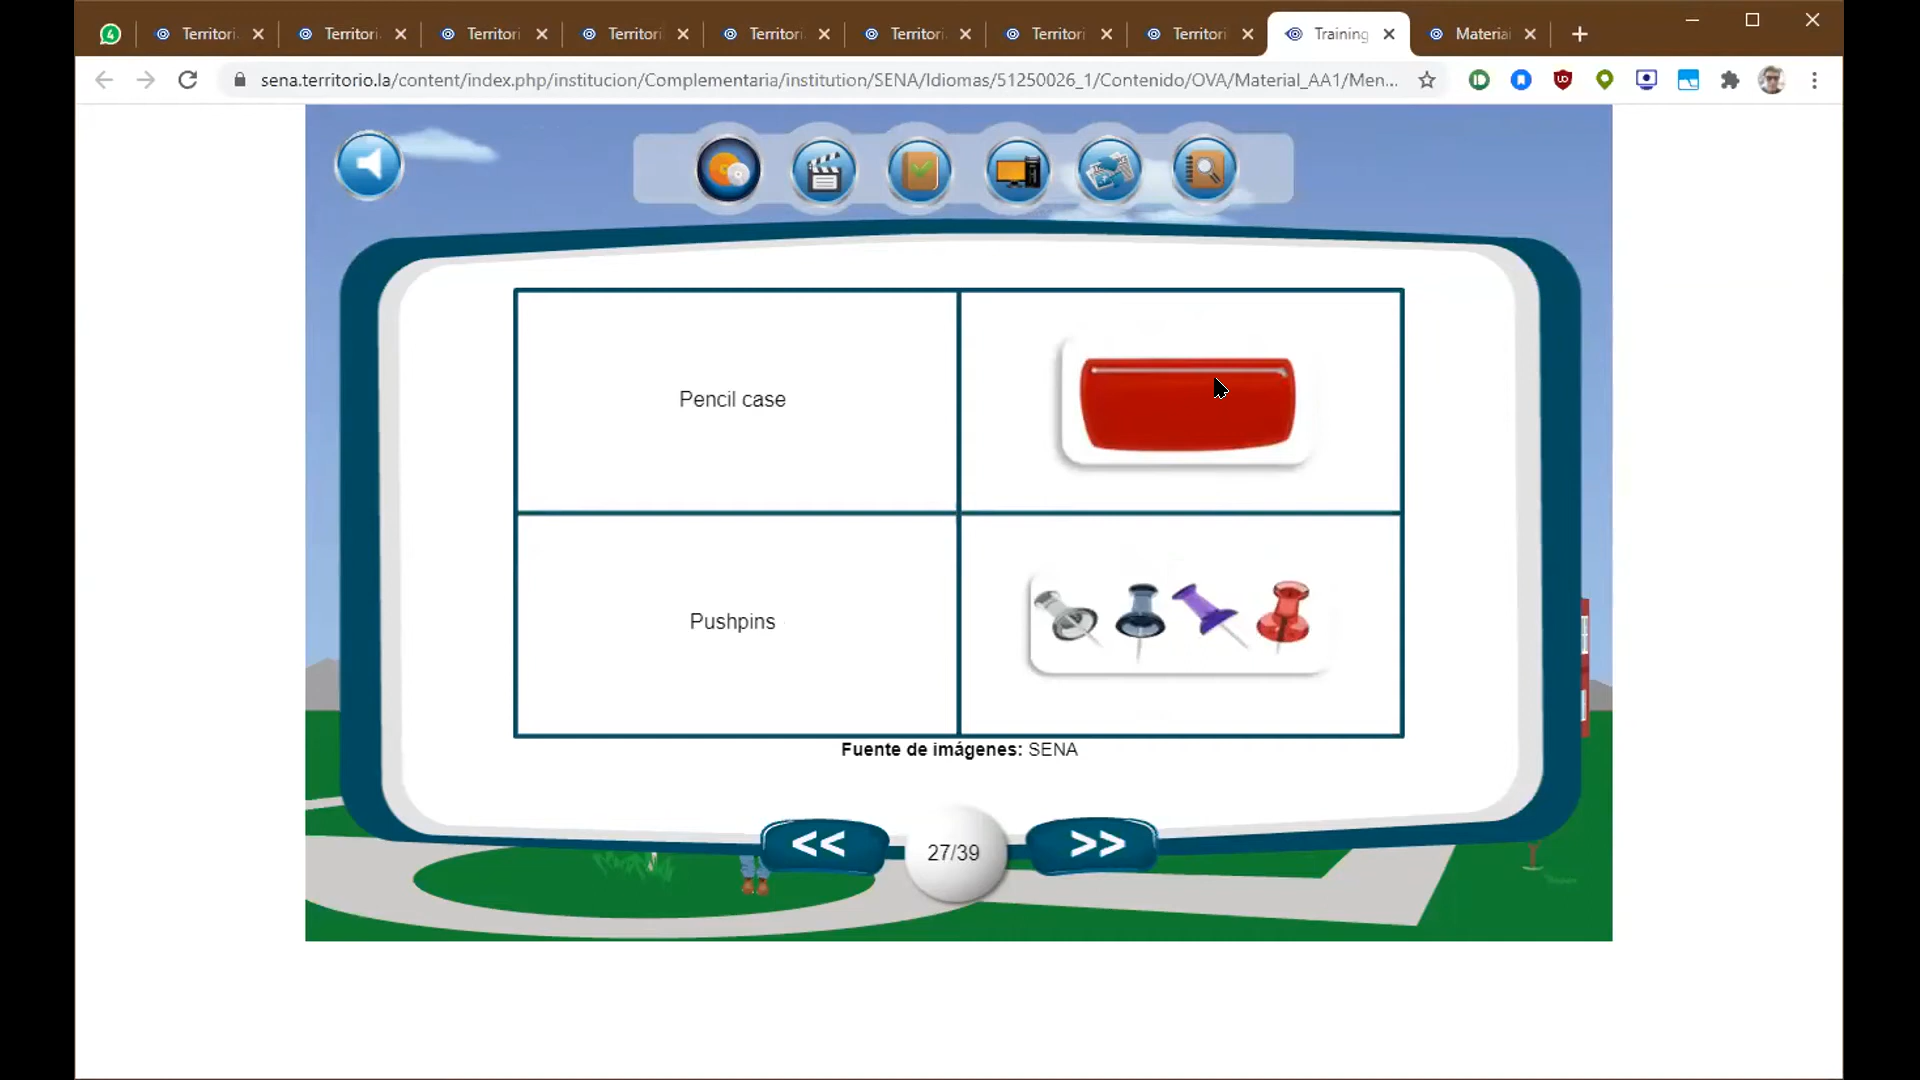 4 Territori Territori Territori Territori Territori Territori Territori Territori Training Materia
sena.territorio.la/content/index.php/institucion/Complementaria/institution/SENA/Idiomas/51250026_1/Contenido/OVA/Material_AA1/Men...
Pencil case
Pushpins
Fuente de imágenes: SENA
<< 27/39 >>